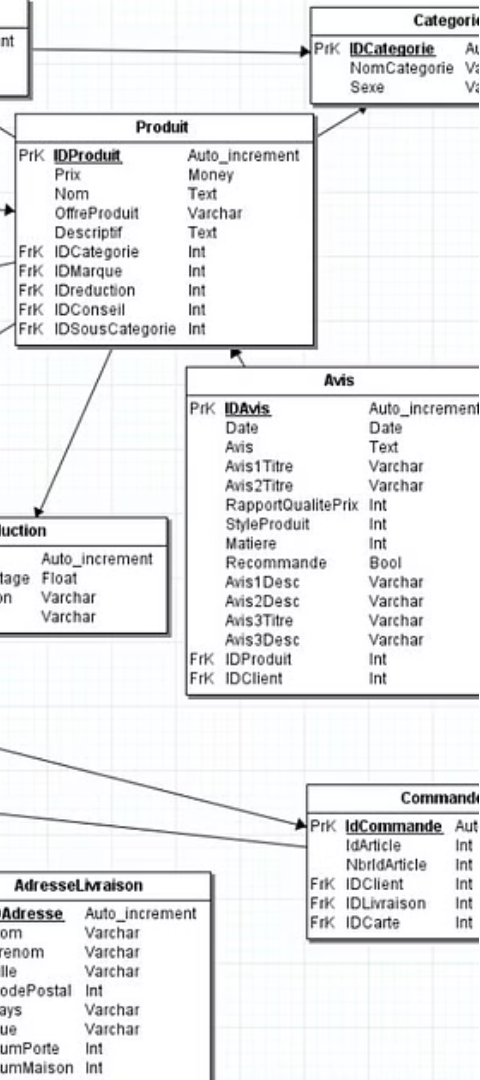 Categorie
nt
PrK IDCategorie Au
NomCategorie Va
Sexe Va
Produit
PrK IDProduit Auto_increment
Prix Money
Nom Text
OffreProduit Varchar
Descriptif Text
FrK IDCategorie Int
FrK IDMarque Int
FrK IDreduction Int
FrK IDConseil Int
FrK IDSousCategorie Int
Avis
PrK IDAvis Auto_increment
Date Date
Avis Text
Avis1Titre Varchar
Avis2Titre Varchar
RapportQualitePrix Int
StyleProduit Int
Matiere Int
Recommande Bool
Avis1Desc Varchar
Avis2Desc Varchar
Avis3Titre Varchar
Avis3Desc Varchar
FrK IDProduit Int
FrK IDClient Int
luction
Auto_increment
tage Float
on Varchar
Varchar
Commande
PrK IdCommande Aut
IdArticle Int
NbrIdArticle Int
FrK IDClient Int
FrK IDLivraison Int
FrK IDCarte Int
AdresseLivraison
DAdresse Auto_increment
om Varchar
renom Varchar
ille Varchar
odePostal Int
ays Varchar
ue Varchar
umPorte Int
umMaison Int